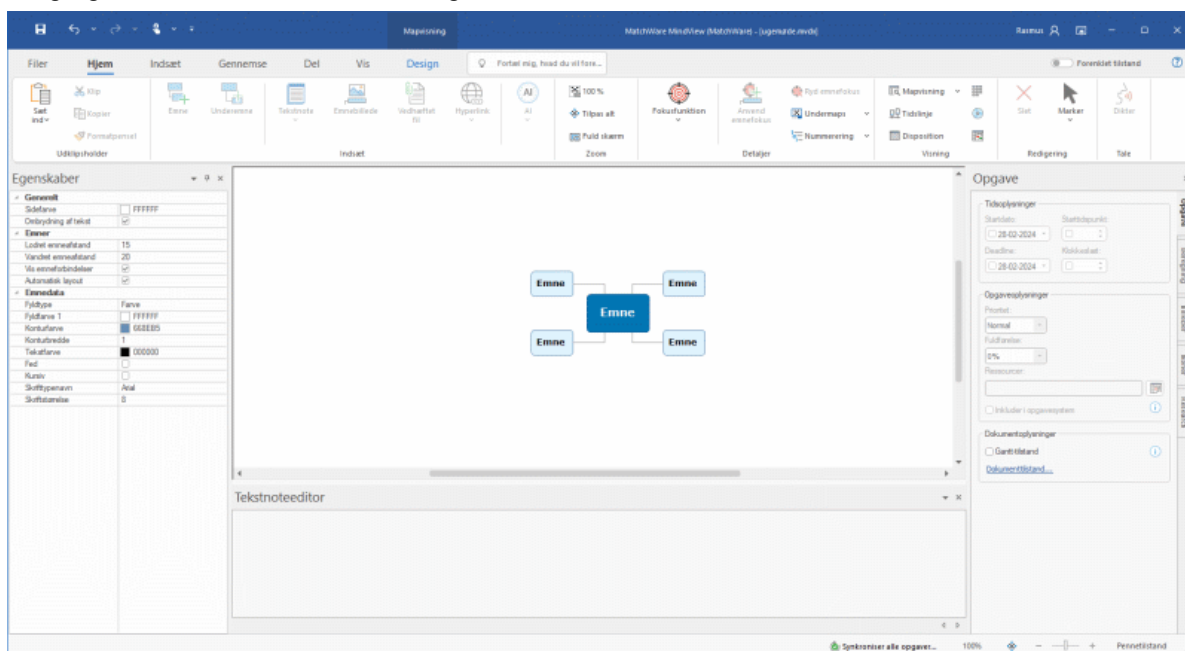 Mapvisning
MatchWare MindView (MatchWare) - [ugemøde.mvdx]
Rasmus
Filer Hjem Indsæt Gennemse Del Vis Design
Fortæl mig, hvad du vil fore...
Forenklet tilstand
Sæt ind
Klip
Kopier
Formatpensel
Emne
Underemne
Tekstnote
Emnebillede
Vedhæftet fil
Hyperlink
AI
AI
100 %
Tilpas alt
Fuld skærm
Fokusfunktion
Anvend emnefokus
Ryd emnefokus
Undermaps
Nummerering
Mapvisning
Tidslinje
Disposition
Slet
Marker
Dikter
Udklipsholder
Indsæt
Zoom
Detaljer
Visning
Redigering
Tale
Egenskaber
Generelt
Sidefarve FFFFFF
Ombrydning af tekst
Emner
Lodret emneafstand 15
Vandret emneafstand 20
Vis emneforbindelser
Automatisk layout
Emnedata
Fyldtype Farve
Fyldfarve 1 FFFFFF
Konturfarve
Konturbredde 1
Tekstfarve 000000
Fed
Kursiv
Skrifttypenavn Arial
Skriftstørrelse 8
Emne Emne
Emne
Emne Emne
Tekstnoteeditor
Opgave
Tidsoplysninger
Startdato: Starttidspunkt:
28-02-2024
Deadline: Klokkeslæt:
28-02-2024
Opgaveoplysninger
Prioritet:
Normal
Fuldførelse:
0%
Ressourcer:
Inkluder i opgavesystem
Dokumentoplysninger
Gantt-tilstand
Dokumenttilstand...
Opgave
Synkroniser alle opgaver...
100%
Pennetilstand